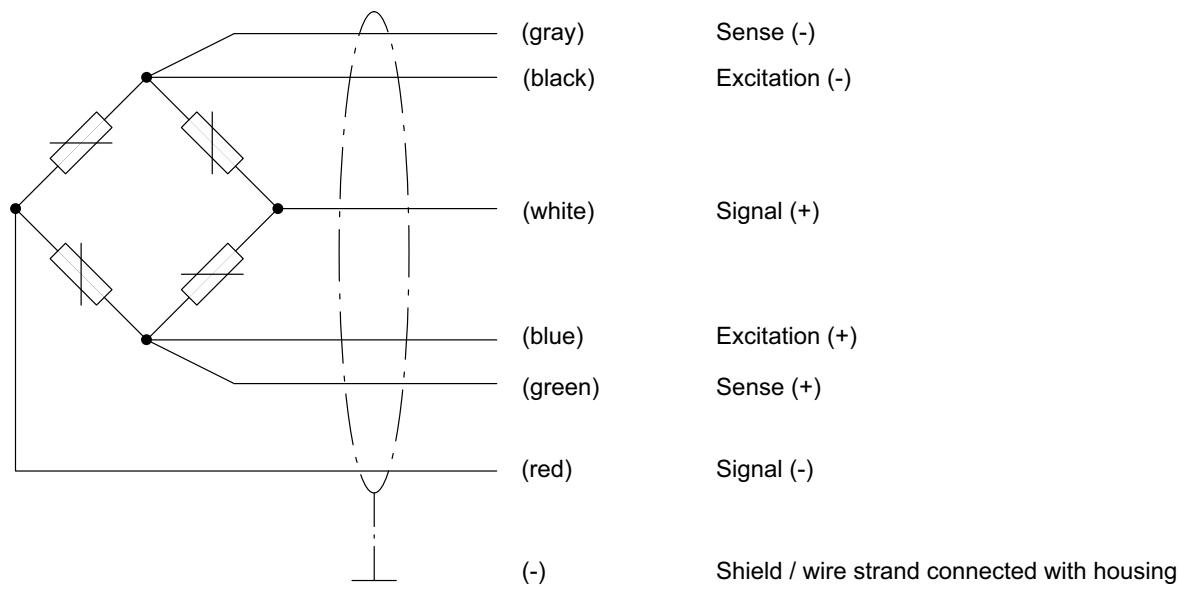 (gray) Sense (-)
(black) Excitation (-)
(white) Signal (+)
(blue) Excitation (+)
(green) Sense (+)
(red) Signal (-)
(-) Shield / wire strand connected with housing